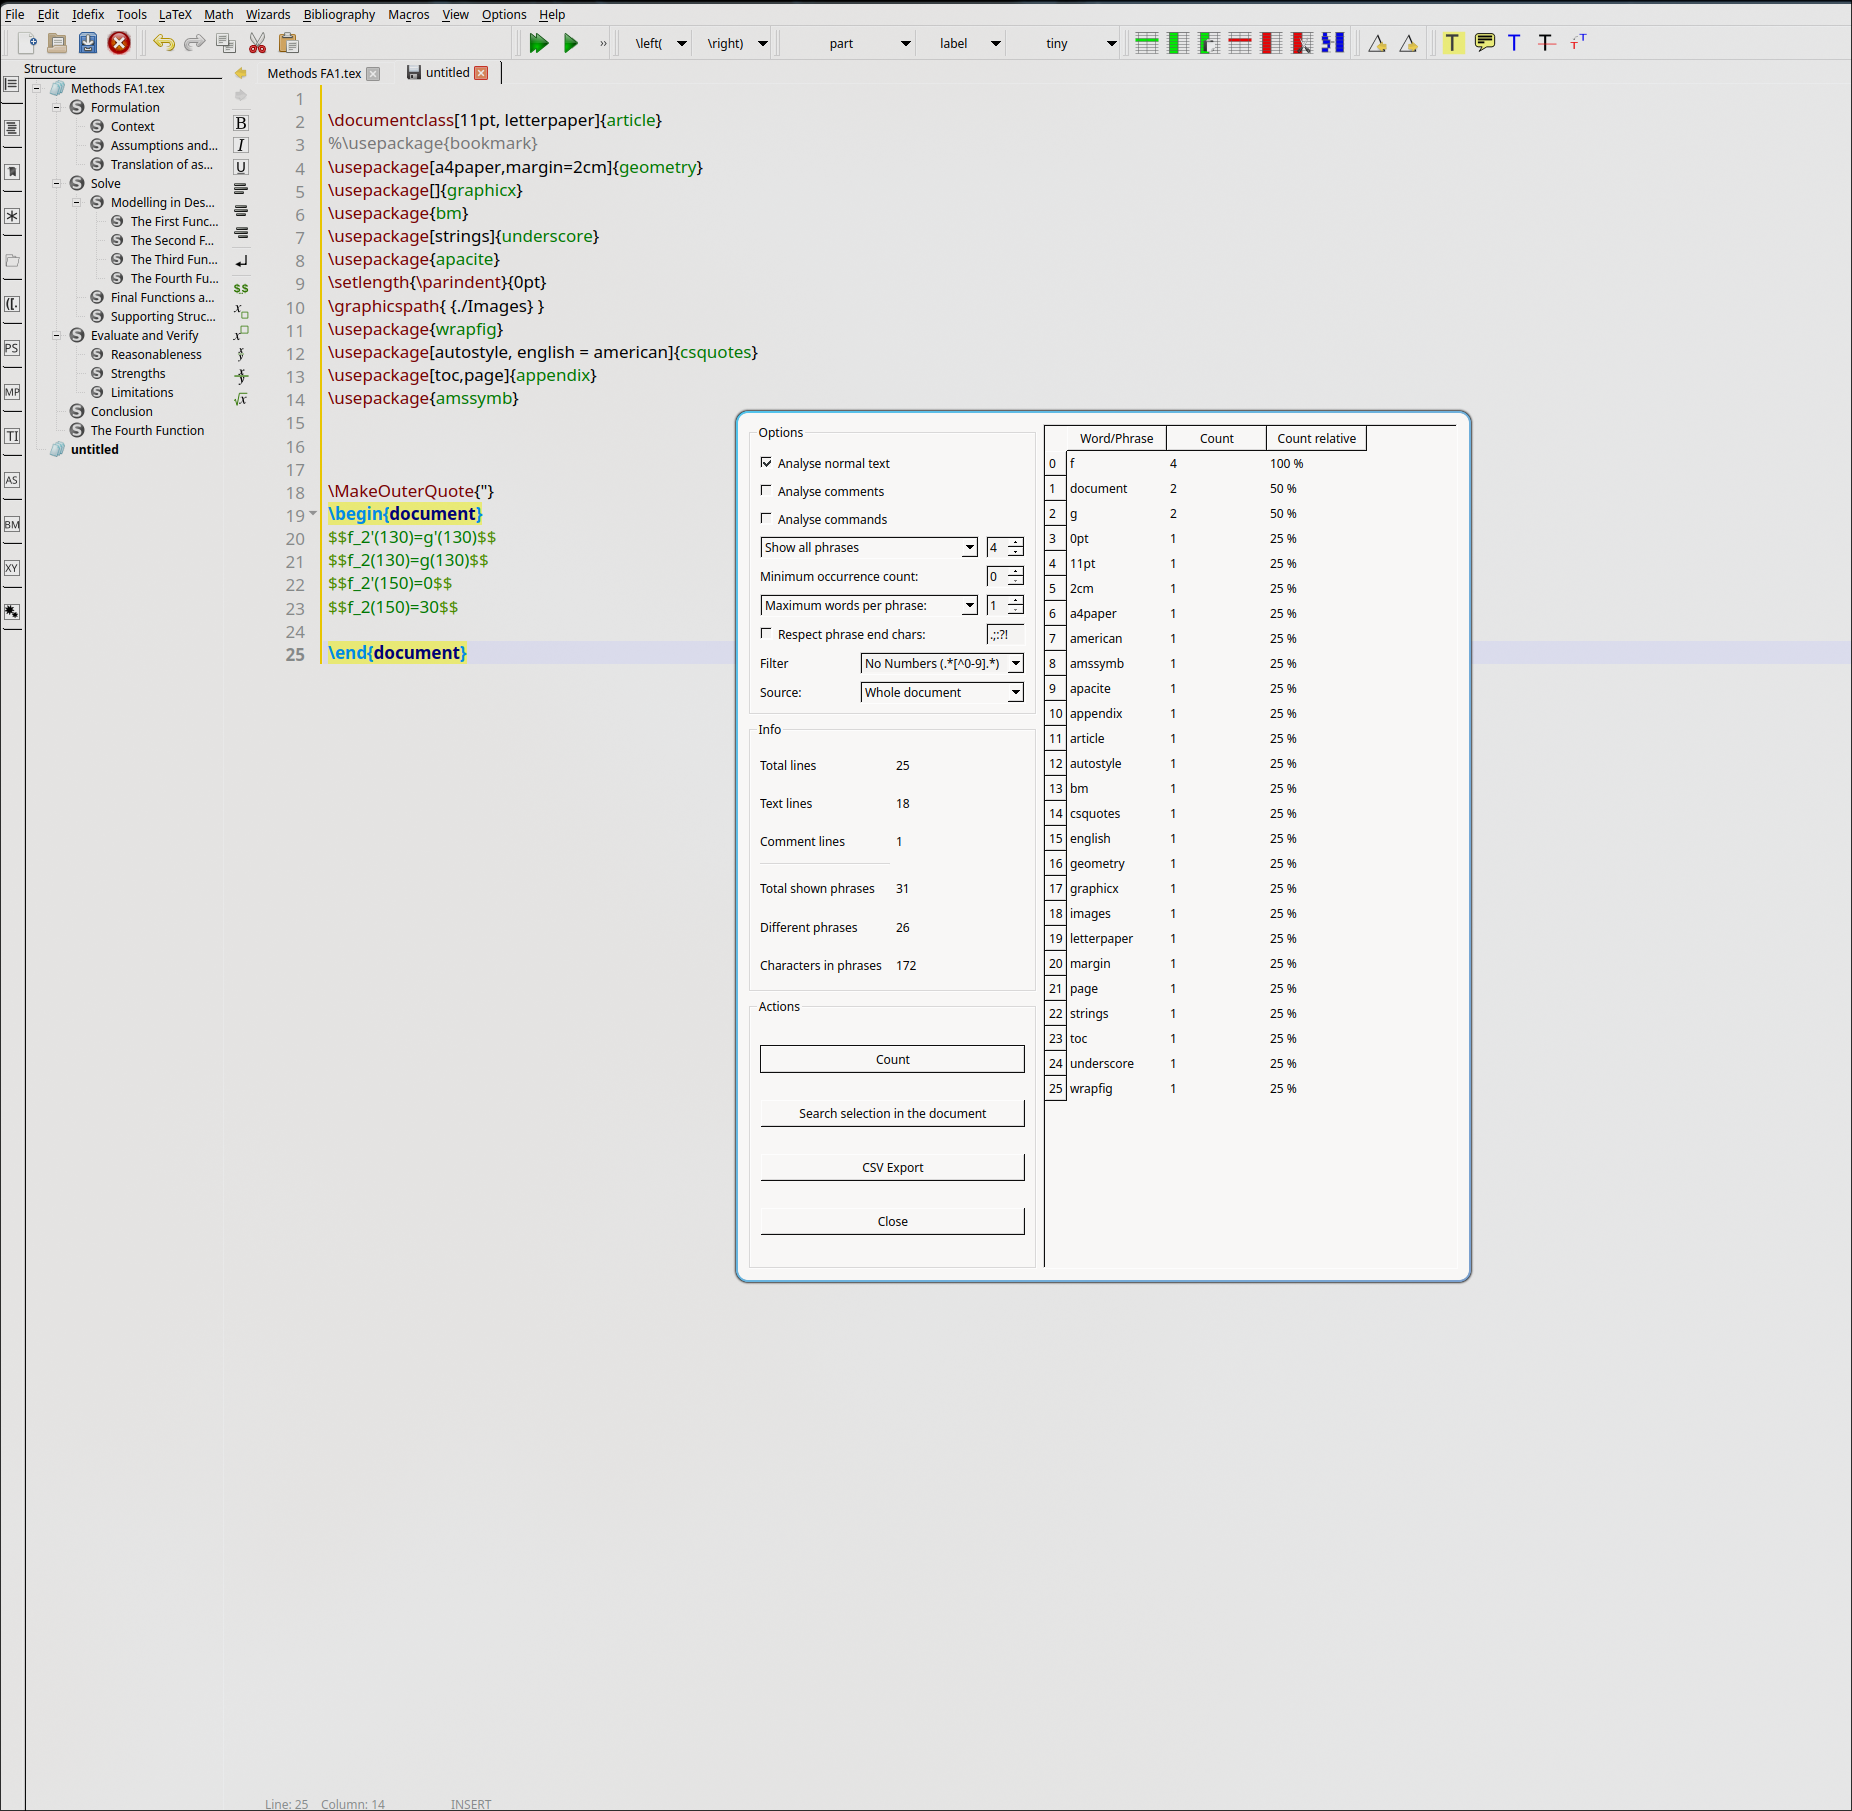 File Edit Idefix Tools LaTeX Math Wizards Bibliography Macros View Options Help
\left( \right) part label tiny
Structure
Methods FA1.tex
Formulation
Context
Assumptions and...
Translation of as...
Solve
Modelling in Des...
The First Func...
The Second F...
The Third Fun...
The Fourth Fu...
Final Functions a...
Supporting Struc...
Evaluate and Verify
Reasonableness
Strengths
Limitations
Conclusion
The Fourth Function
untitled
PS
MP
TI
AS
BM
XY
B
I
U
Methods FA1.tex untitled
1
2 \documentclass[11pt, letterpaper]{article}
3 %\usepackage{bookmark}
4 \usepackage[a4paper,margin=2cm]{geometry}
5 \usepackage[]{graphicx}
6 \usepackage{bm}
7 \usepackage[strings]{underscore}
8 \usepackage{apacite}
9 \setlength{\parindent}{0pt}
10 \graphicspath{ {./Images} }
11 \usepackage{wrapfig}
12 \usepackage[autostyle, english = american]{csquotes}
13 \usepackage[toc,page]{appendix}
14 \usepackage{amssymb}
15
16
17
18 \MakeOuterQuote{"}
19 \begin{document}
20 $$f_2'(130)=g'(130)$$
21 $$f_2(130)=g(130)$$
22 $$f_2'(150)=0$$
23 $$f_2(150)=30$$
24
25 \end{document}
Options
Analyse normal text
Analyse comments
Analyse commands
Show all phrases 4
Minimum occurrence count: 0
Maximum words per phrase: 1
Respect phrase end chars: .;:?!
Filter No Numbers (.*[^0-9].*)
Source: Whole document
Info
Total lines 25
Text lines 18
Comment lines 1
Total shown phrases 31
Different phrases 26
Characters in phrases 172
Actions
Count
Search selection in the document
CSV Export
Close
Word/Phrase Count Count relative
0 f 4 100 %
1 document 2 50 %
2 g 2 50 %
3 0pt 1 25 %
4 11pt 1 25 %
5 2cm 1 25 %
6 a4paper 1 25 %
7 american 1 25 %
8 amssymb 1 25 %
9 apacite 1 25 %
10 appendix 1 25 %
11 article 1 25 %
12 autostyle 1 25 %
13 bm 1 25 %
14 csquotes 1 25 %
15 english 1 25 %
16 geometry 1 25 %
17 graphicx 1 25 %
18 images 1 25 %
19 letterpaper 1 25 %
20 margin 1 25 %
21 page 1 25 %
22 strings 1 25 %
23 toc 1 25 %
24 underscore 1 25 %
25 wrapfig 1 25 %
Line: 25 Column: 14 INSERT